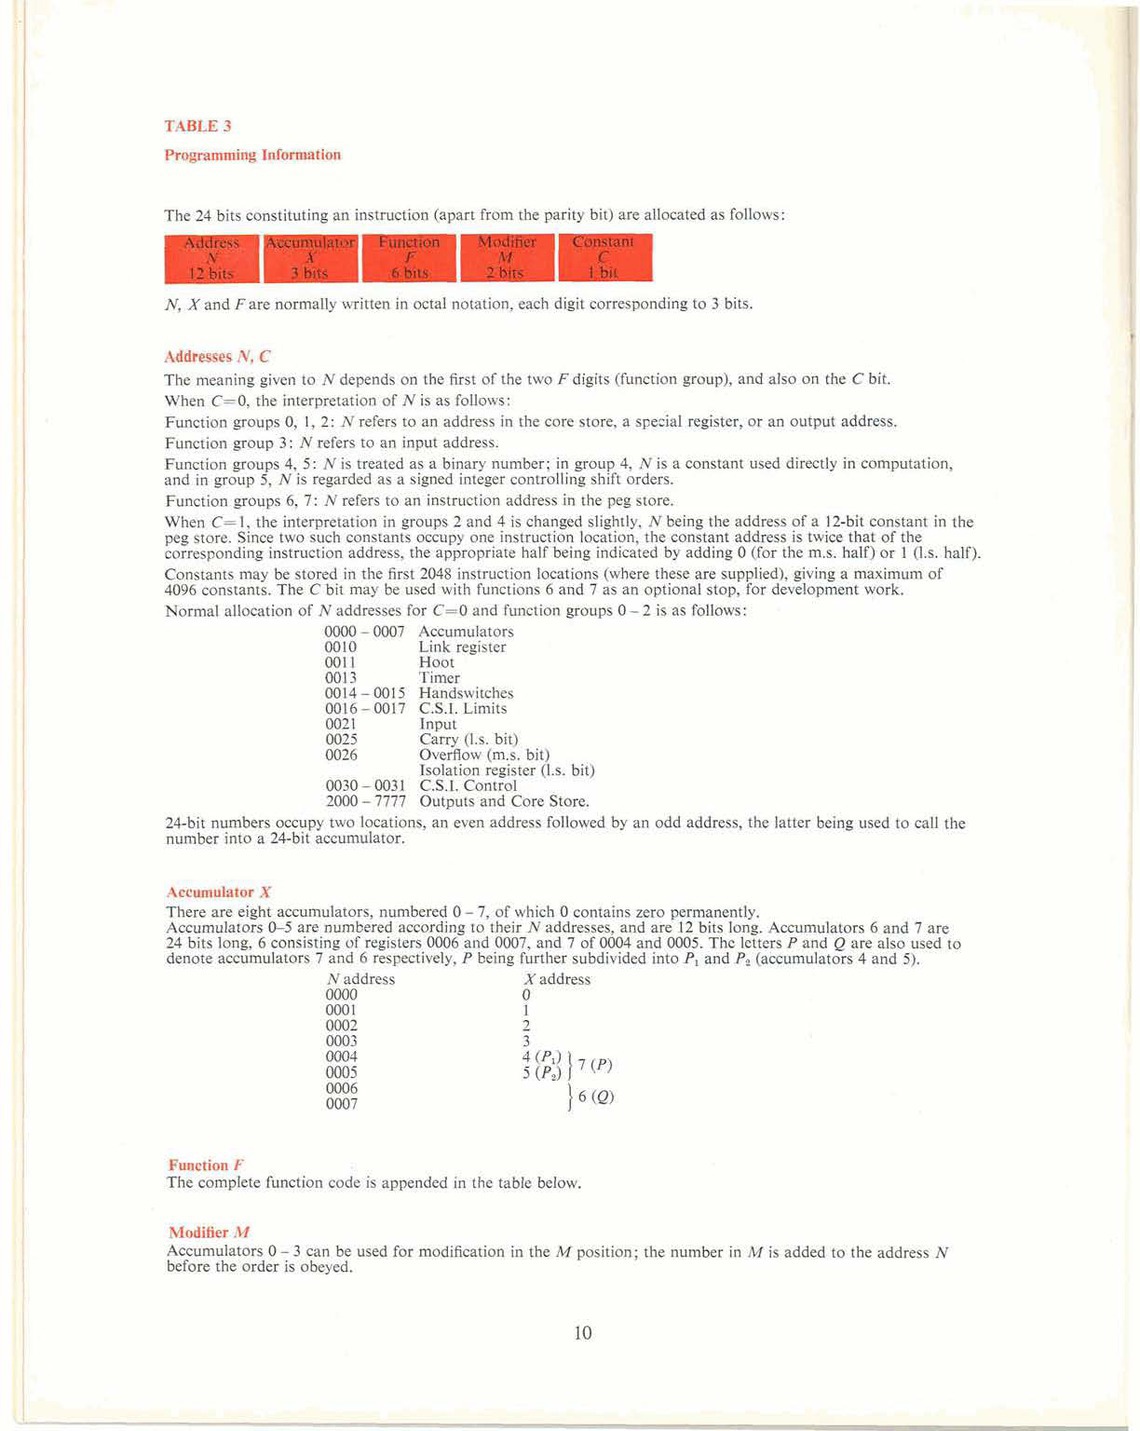 TABLE 3
Programming Information
The 24 bits constituting an instruction (apart from the parity bit) are allocated as follows:
Address Accumulator Function Modifier Constant
N X F M C
12 bits 3 bits 6 bits 2 bits 1 bit
N, X and F are normally written in octal notation, each digit corresponding to 3 bits.
Addresses N, C
The meaning given to N depends on the first of the two F digits (function group), and also on the C bit.
When C=0, the interpretation of N is as follows:
Function groups 0, 1, 2: N refers to an address in the core store, a special register, or an output address.
Function group 3: N refers to an input address.
Function groups 4, 5: N is treated as a binary number; in group 4, N is a constant used directly in computation,
and in group 5, N is regarded as a signed integer controlling shift orders.
Function groups 6, 7: N refers to an instruction address in the peg store.
When C=1, the interpretation in groups 2 and 4 is changed slightly, N being the address of a 12-bit constant in the
peg store. Since two such constants occupy one instruction location, the constant address is twice that of the
corresponding instruction address, the appropriate half being indicated by adding 0 (for the m.s. half) or 1 (l.s. half).
Constants may be stored in the first 2048 instruction locations (where these are supplied), giving a maximum of
4096 constants. The C bit may be used with functions 6 and 7 as an optional stop, for development work.
Normal allocation of N addresses for C=0 and function groups 0 – 2 is as follows:
0000 – 0007 Accumulators
0010 Link register
0011 Hoot
0013 Timer
0014 – 0015 Handswitches
0016 – 0017 C.S.I. Limits
0021 Input
0025 Carry (l.s. bit)
0026 Overflow (m.s. bit)
Isolation register (l.s. bit)
0030 – 0031 C.S.I. Control
2000 – 7777 Outputs and Core Store.
24-bit numbers occupy two locations, an even address followed by an odd address, the latter being used to call the
number into a 24-bit accumulator.
Accumulator X
There are eight accumulators, numbered 0 – 7, of which 0 contains zero permanently.
Accumulators 0–5 are numbered according to their N addresses, and are 12 bits long. Accumulators 6 and 7 are
24 bits long, 6 consisting of registers 0006 and 0007, and 7 of 0004 and 0005. The letters P and Q are also used to
denote accumulators 7 and 6 respectively, P being further subdivided into P₁ and P₂ (accumulators 4 and 5).
N address X address
0000 0
0001 1
0002 2
0003 3
0004 4 (P₁)
0005 5 (P₂) } 7 (P)
0006
0007 } 6 (Q)
Function F
The complete function code is appended in the table below.
Modifier M
Accumulators 0 – 3 can be used for modification in the M position; the number in M is added to the address N
before the order is obeyed.
10